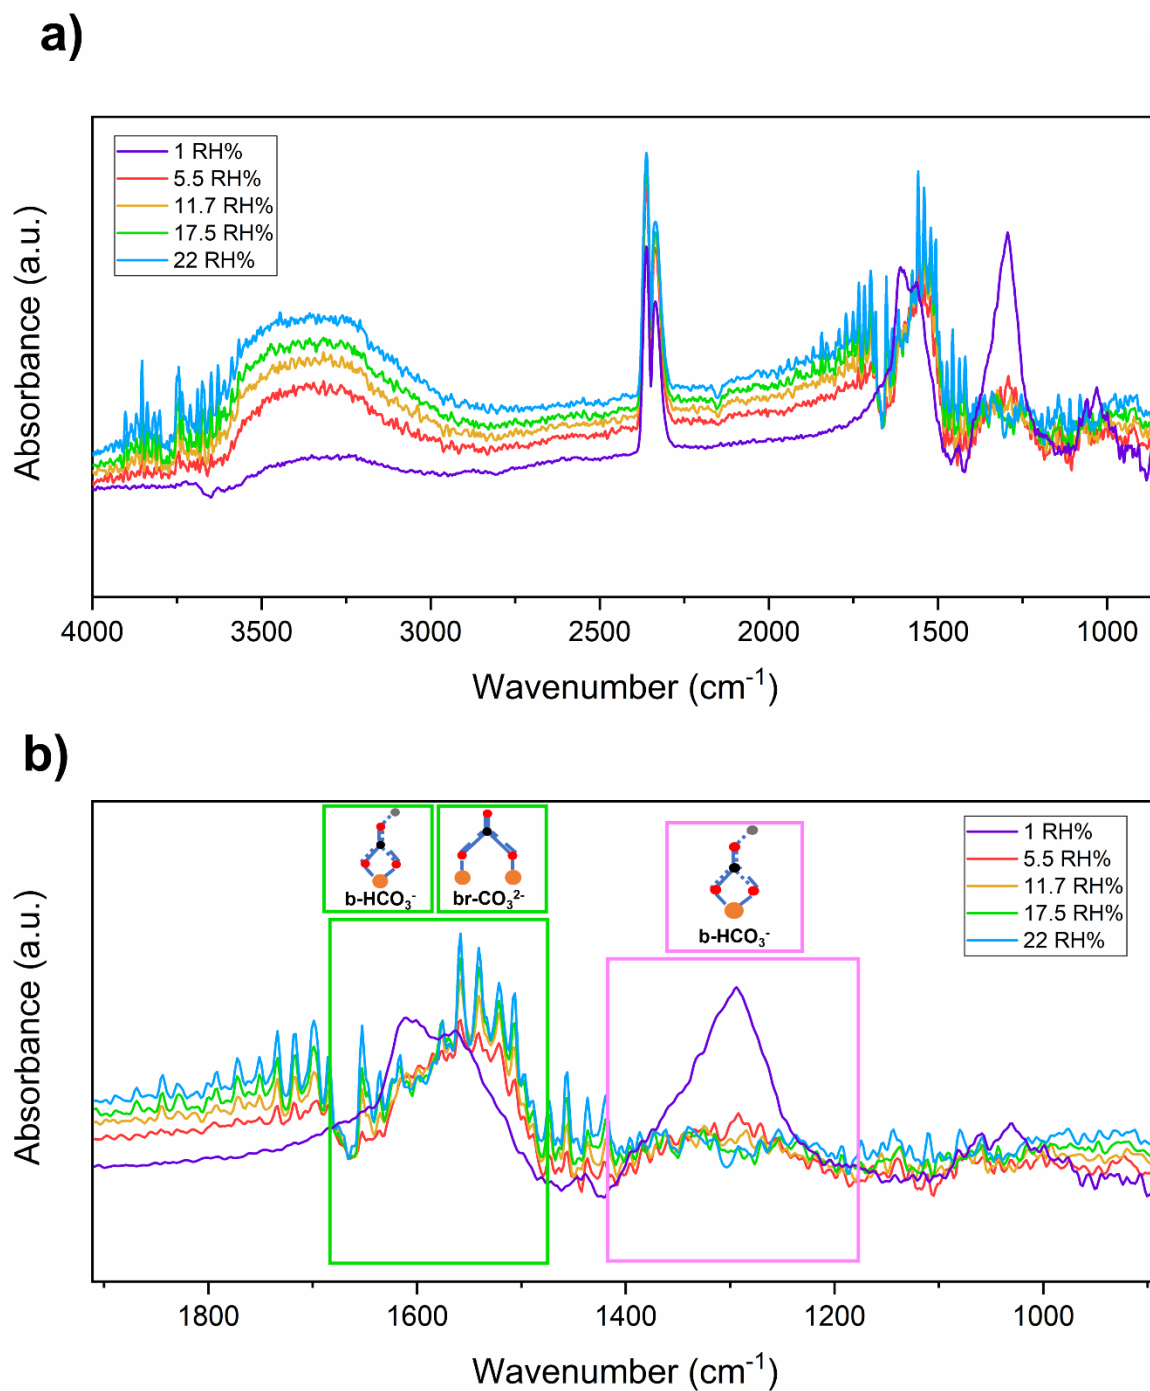 a)
Absorbance (a.u.)
1 RH%
5.5 RH%
11.7 RH%
17.5 RH%
22 RH%
4000 3500 3000 2500 2000 1500 1000
Wavenumber (cm⁻¹)
b)
Absorbance (a.u.)
b-HCO₃⁻
br-CO₃²⁻
b-HCO₃⁻
1 RH%
5.5 RH%
11.7 RH%
17.5 RH%
22 RH%
1800 1600 1400 1200 1000
Wavenumber (cm⁻¹)